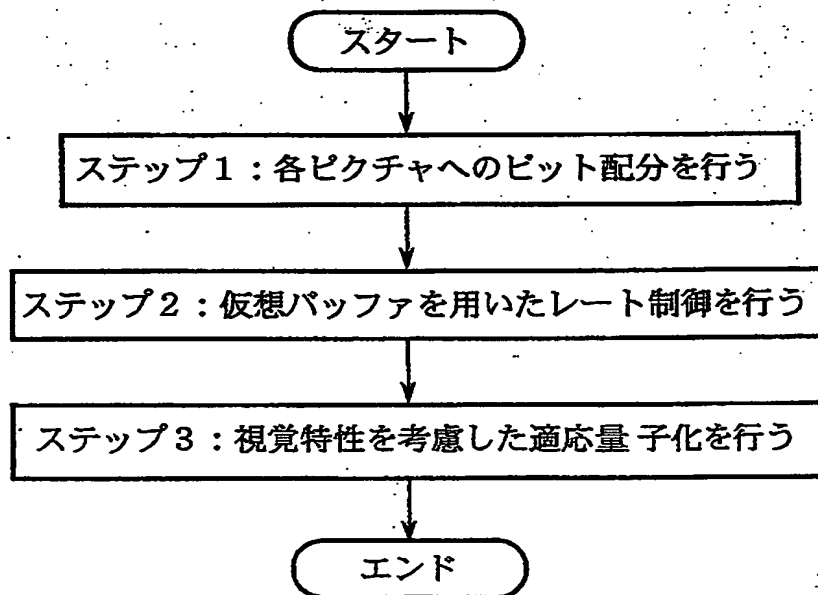 スタート
ステップ1：各ピクチャへのビット配分を行う
ステップ2：仮想バッファを用いたレート制御を行う
ステップ3：視覚特性を考慮した適応量子化を行う
エンド